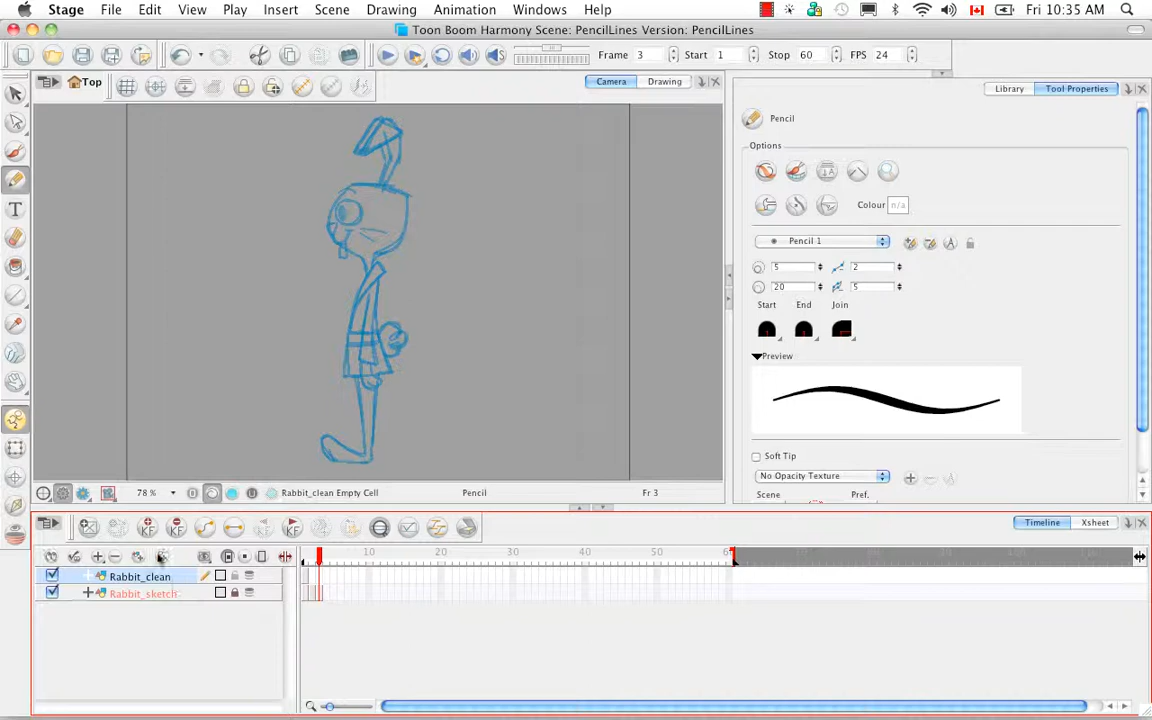 Stage File Edit View Play Insert Scene Drawing Animation Windows Help Fri 10:35 AM
Toon Boom Harmony Scene: PencilLines Version: PencilLines
Frame 3 Start 1 Stop 60 FPS 24
Top Camera Drawing Library Tool Properties
Pencil
Options
Colour n/a
Pencil 1
5 2
20 5
Start End Join
Preview
Soft Tip
No Opacity Texture
Scene Pref.
78 % Rabbit_clean Empty Cell Pencil Fr 3
KF KF KF Timeline Xsheet
10 20 30 40 50
Rabbit_clean
Rabbit_sketch